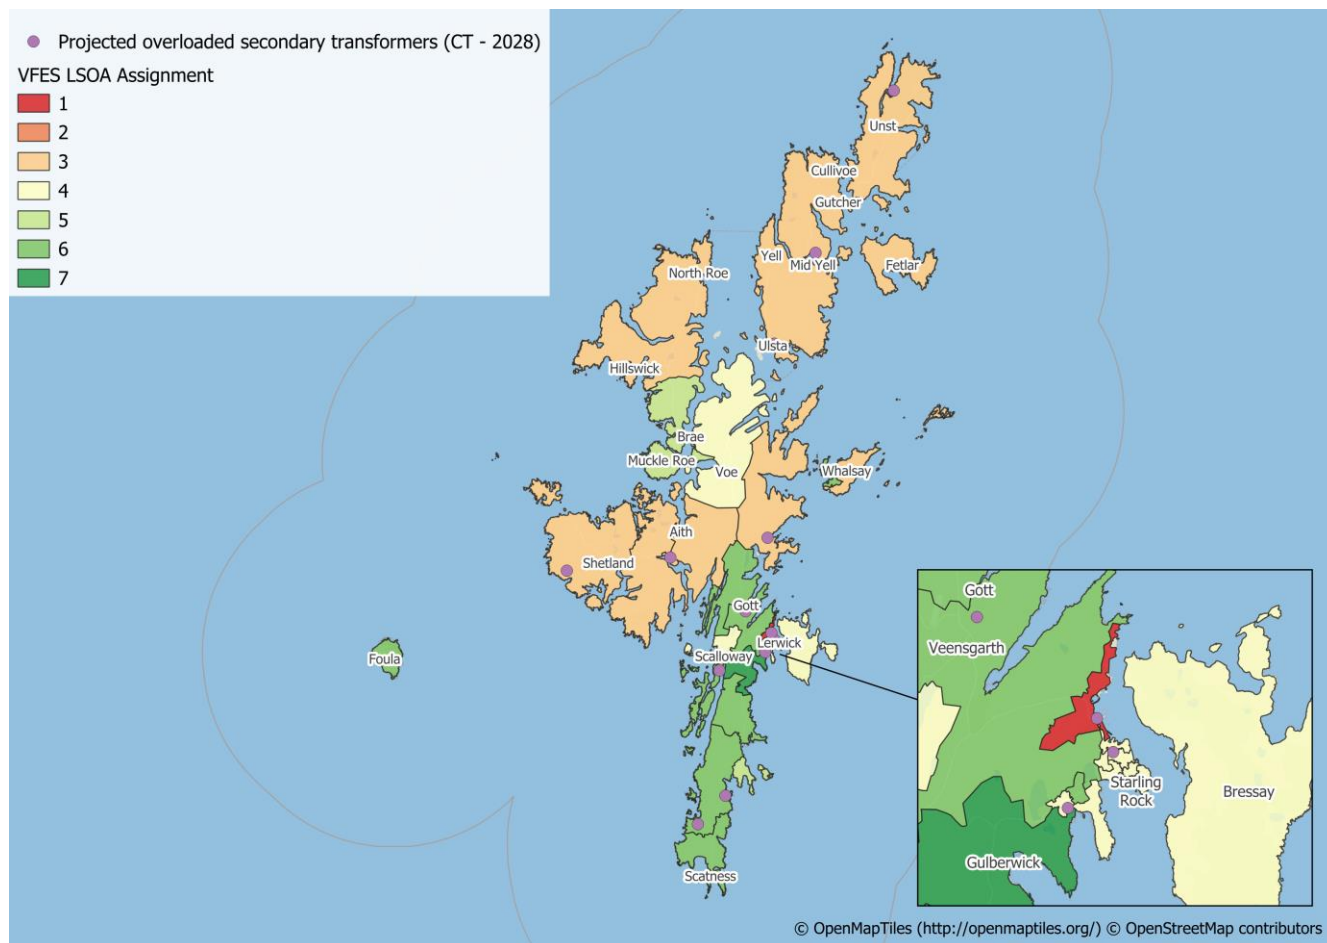 Projected overloaded secondary transformers (CT - 2028)
VFES LSOA Assignment
1
2
3
4
5
6
7
Unst
Cullivoe
Gutcher
Yell
Mid Yell
Fetlar
North Roe
Ulsta
Hillswick
Brae
Muckle Roe
Voe
Whalsay
Aith
Shetland
Gott
Lerwick
Scalloway
Foula
Scatness
Gott
Veensgarth
Starling
Rock
Bressay
Gulberwick
© OpenMapTiles (http://openmaptiles.org/) © OpenStreetMap contributors